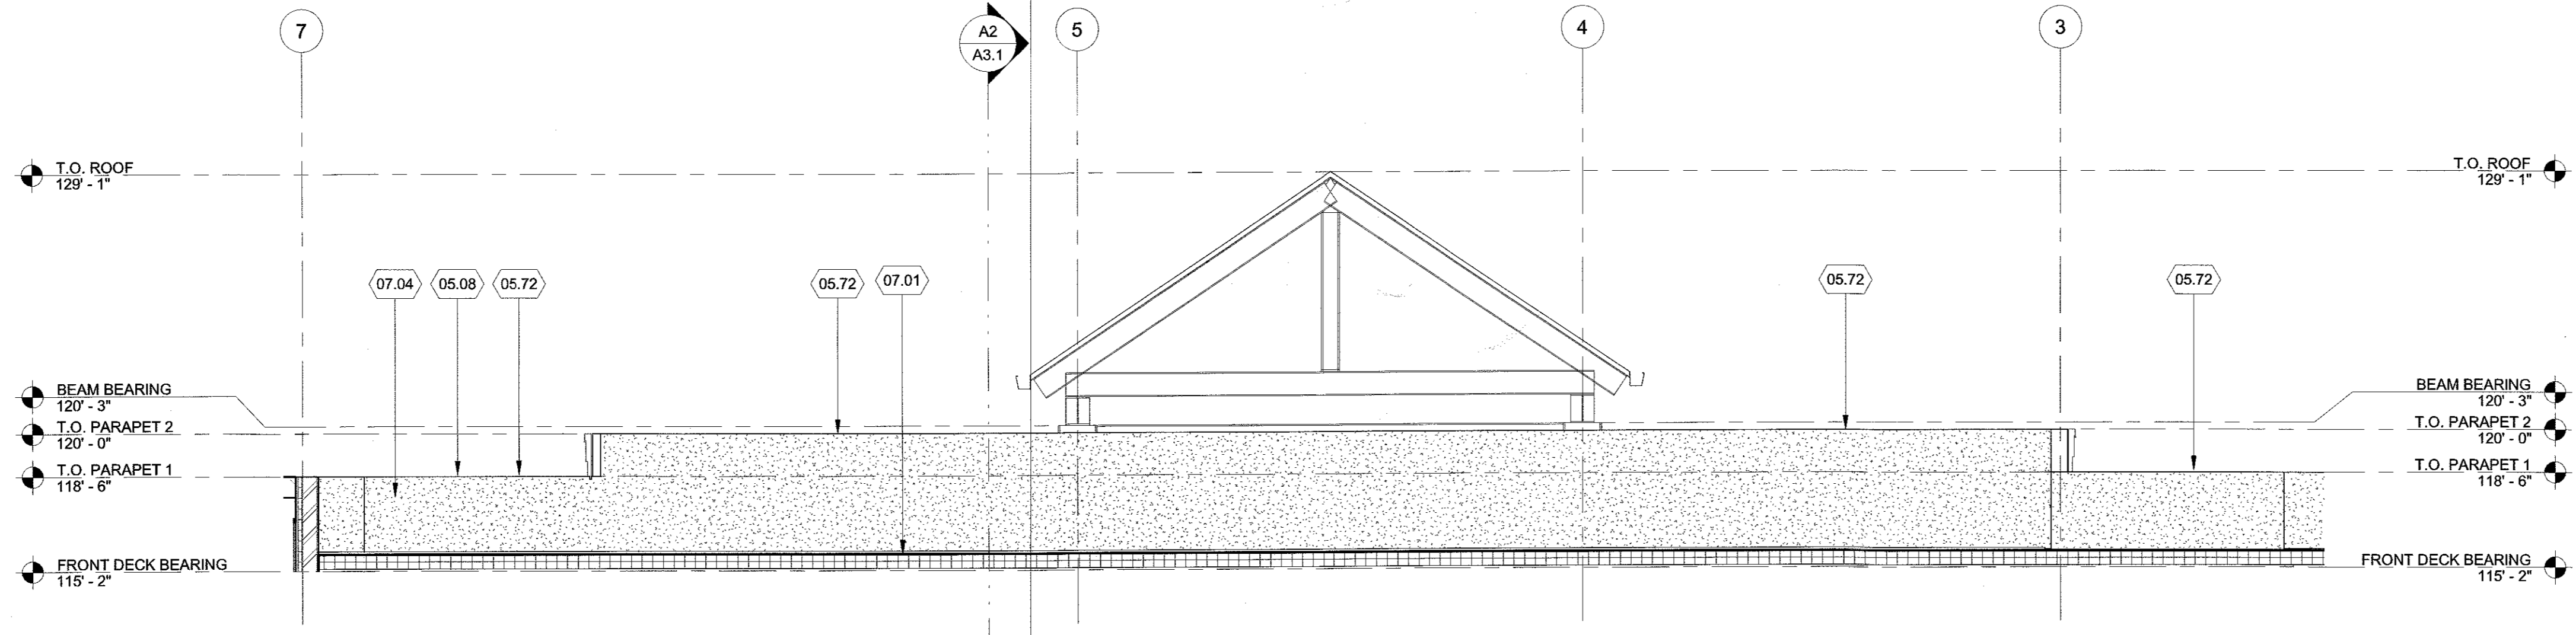 7
A2
A3.1
5
4
3
T.O. ROOF
129' - 1"
T.O. ROOF
129' - 1"
07.04
05.08
05.72
05.72
07.01
05.72
05.72
BEAM BEARING
120' - 3"
T.O. PARAPET 2
120' - 0"
T.O. PARAPET 1
118' - 6"
FRONT DECK BEARING
115' - 2"
BEAM BEARING
120' - 3"
T.O. PARAPET 2
120' - 0"
T.O. PARAPET 1
118' - 6"
FRONT DECK BEARING
115' - 2"